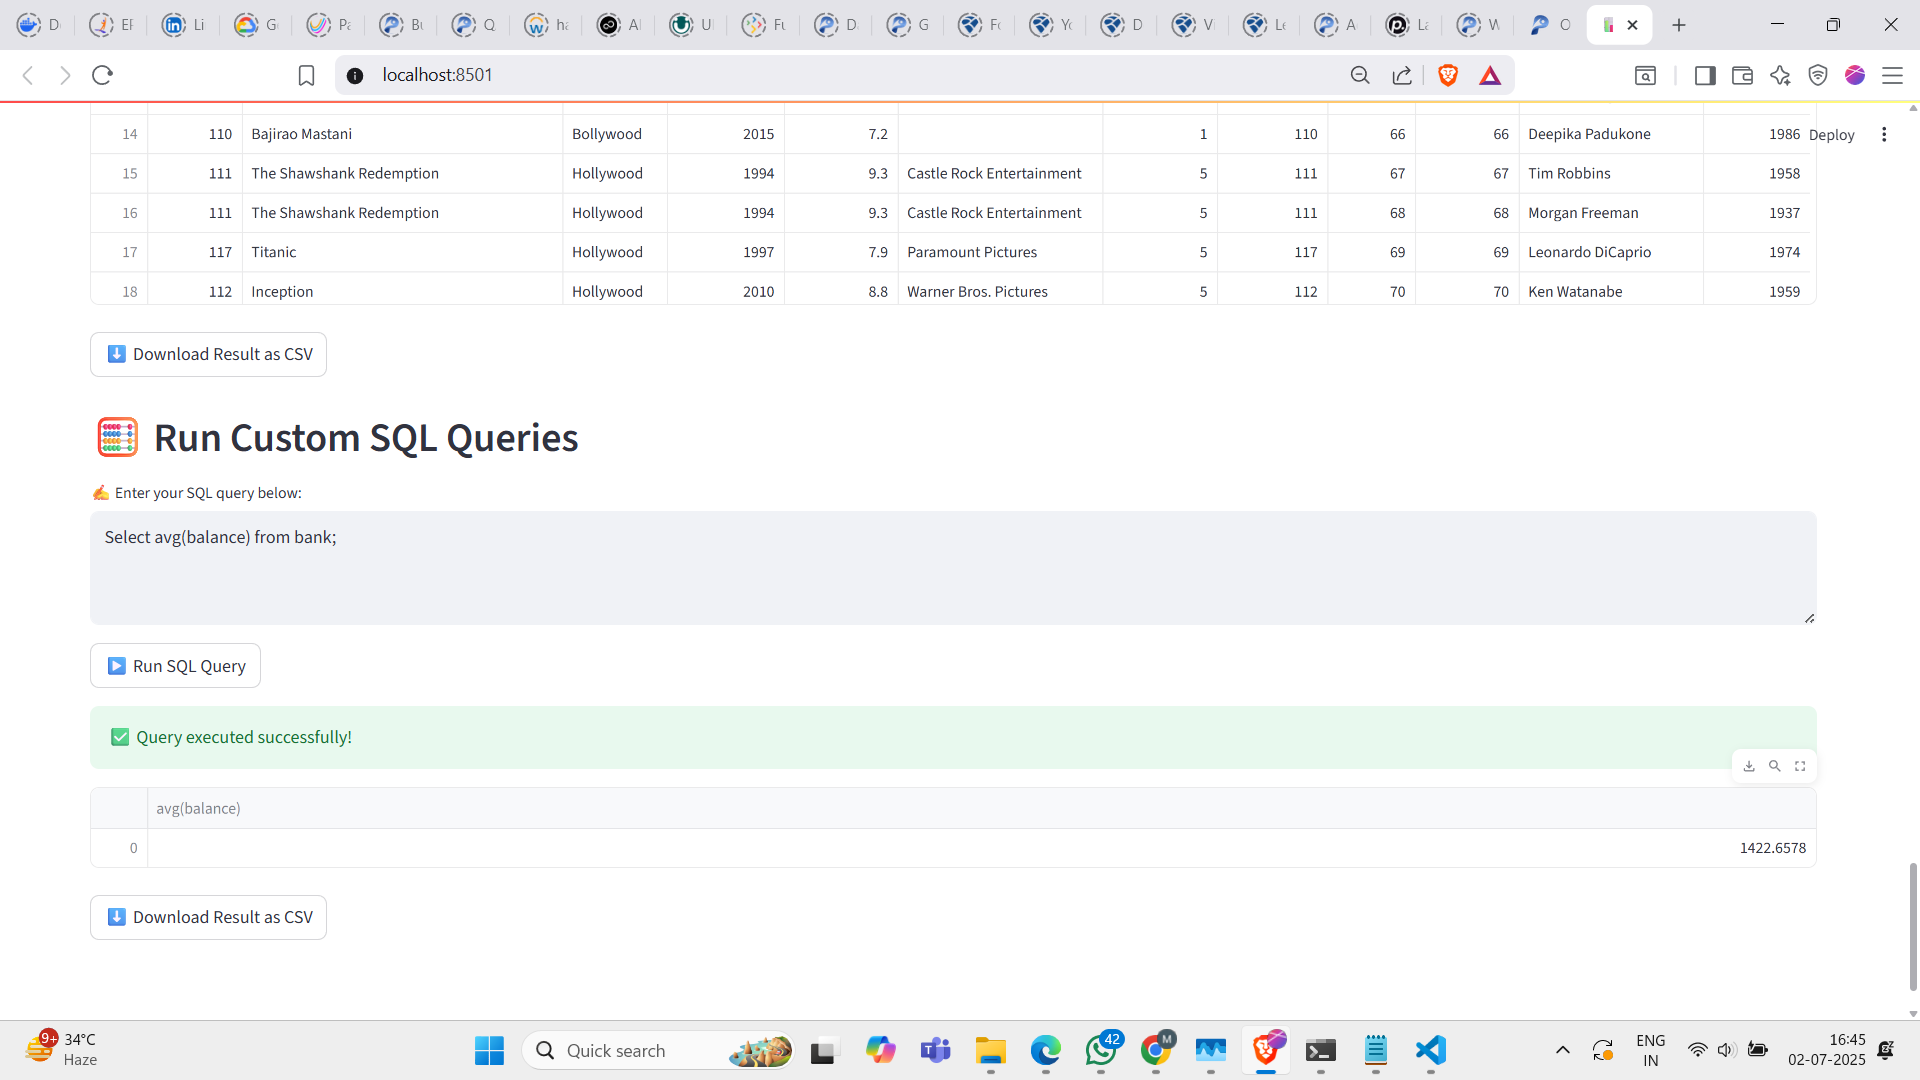 D
EF
Li
G
Pa
Bu
Q
ha
AI
U
Fu
D
G
Fo
Yo
D
Vi
Le
A
La
W
O
localhost:8501
Deploy
14 110 Bajirao Mastani Bollywood 2015 7.2 1 110 66 66 Deepika Padukone 1986
15 111 The Shawshank Redemption Hollywood 1994 9.3 Castle Rock Entertainment 5 111 67 67 Tim Robbins 1958
16 111 The Shawshank Redemption Hollywood 1994 9.3 Castle Rock Entertainment 5 111 68 68 Morgan Freeman 1937
17 117 Titanic Hollywood 1997 7.9 Paramount Pictures 5 117 69 69 Leonardo DiCaprio 1974
18 112 Inception Hollywood 2010 8.8 Warner Bros. Pictures 5 112 70 70 Ken Watanabe 1959
Download Result as CSV
Run Custom SQL Queries
Enter your SQL query below:
Select avg(balance) from bank;
Run SQL Query
Query executed successfully!
avg(balance)
0 1422.6578
Download Result as CSV
9+
34°C
Haze
Quick search
42
M
ENG
IN
16:45
02-07-2025